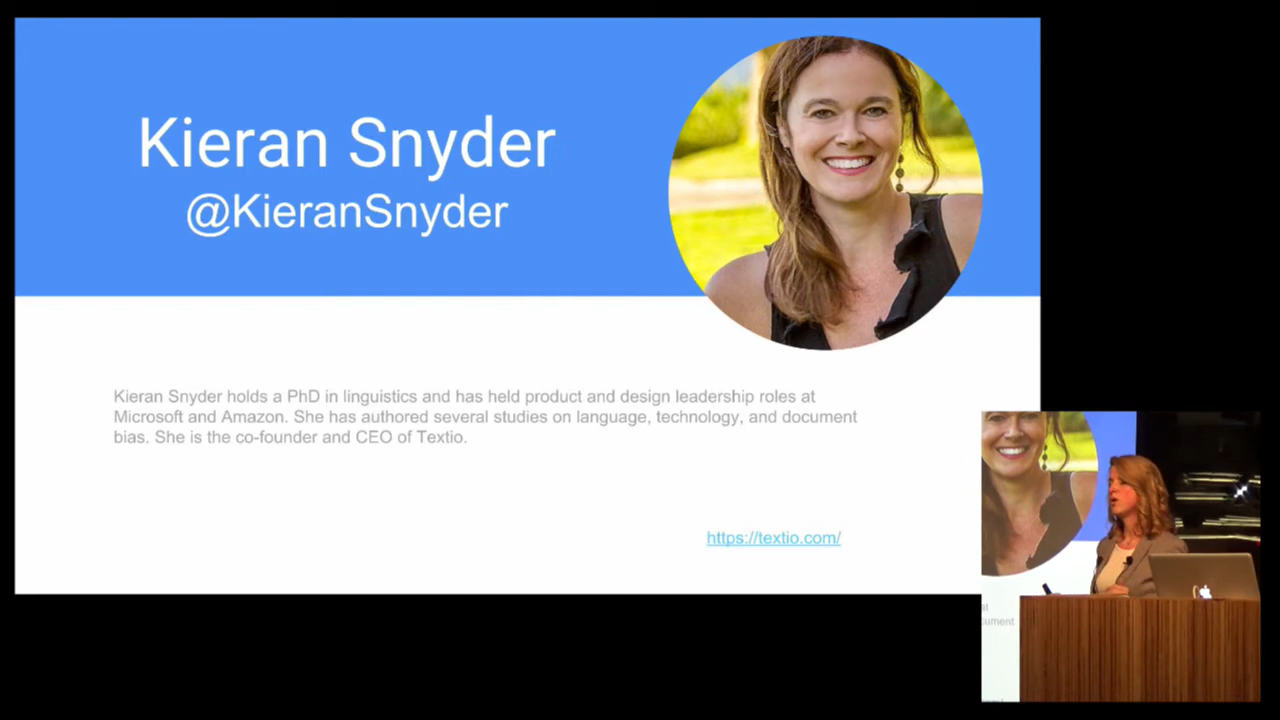 Kieran Snyder
@KieranSnyder
Kieran Snyder holds a PhD in linguistics and has held product and design leadership roles at
Microsoft and Amazon. She has authored several studies on language, technology, and document
bias. She is the co-founder and CEO of Textio.
https://textio.com/
at
cument